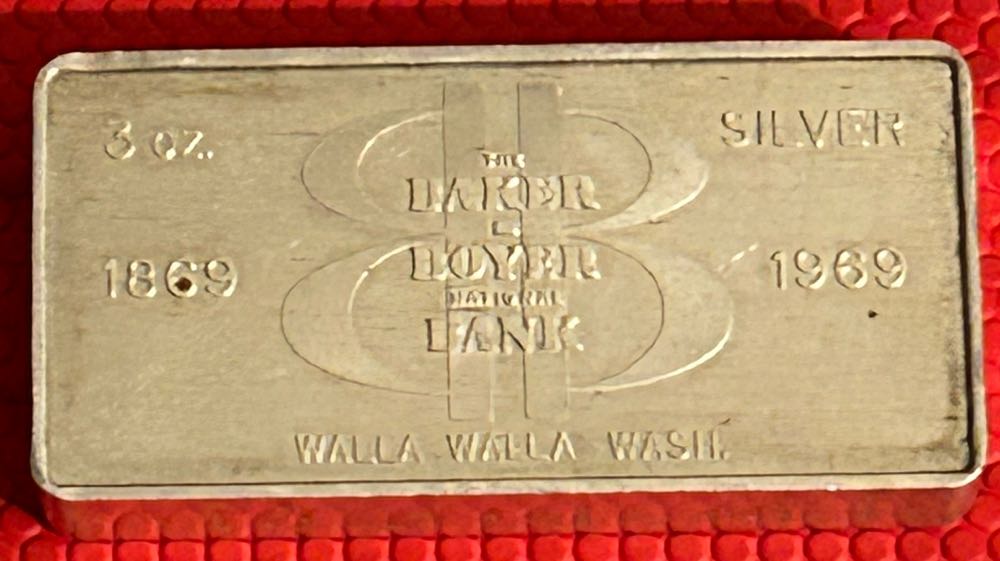 3 oz.
SILVER
THE
BAKER
-
BOYER
NATIONAL
BANK
1869
1969
WALLA WALLA WASH.